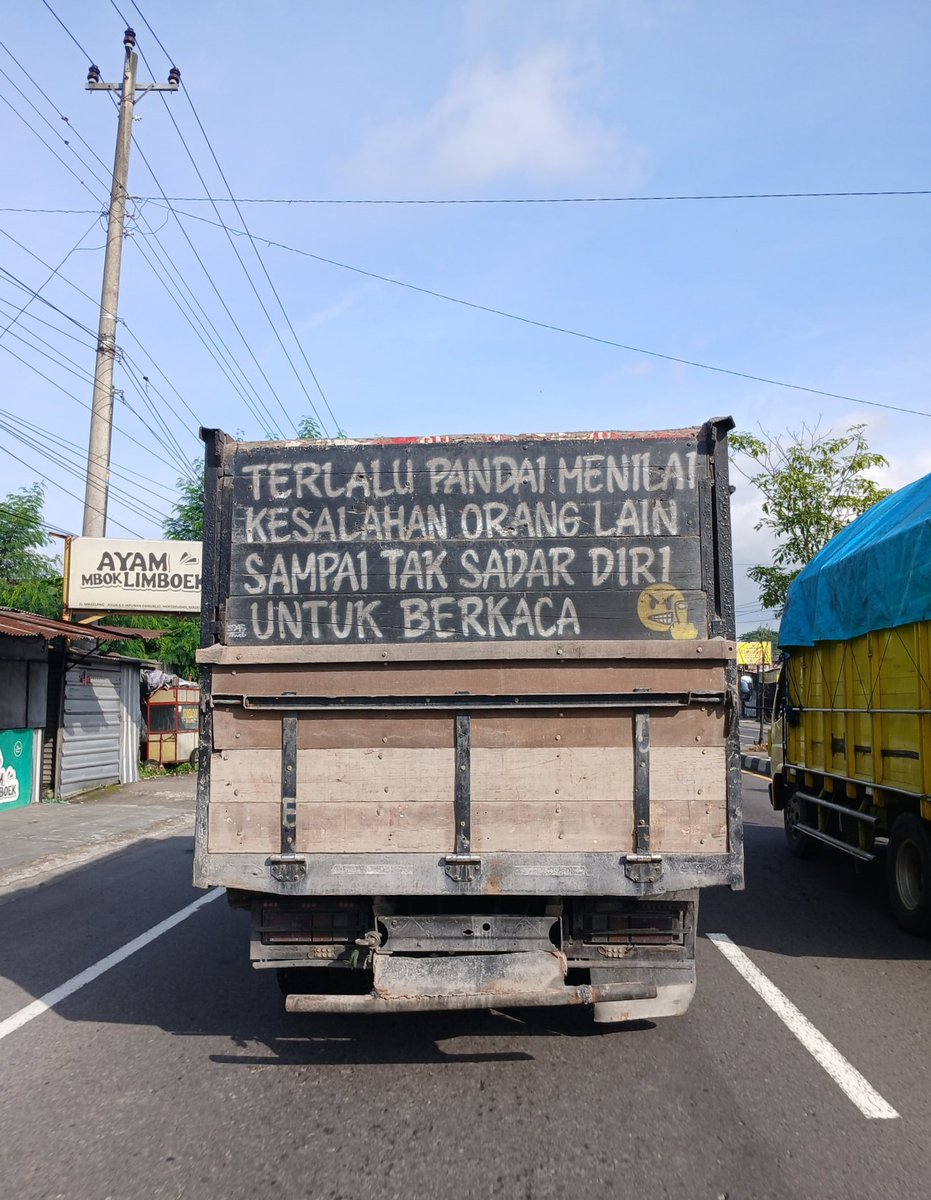 TERLALU PANDAI MENILAI
KESALAHAN ORANG LAIN
SAMPAI TAK SADAR DIRI
UNTUK BERKACA
AYAM
MBOK LIMBOEK